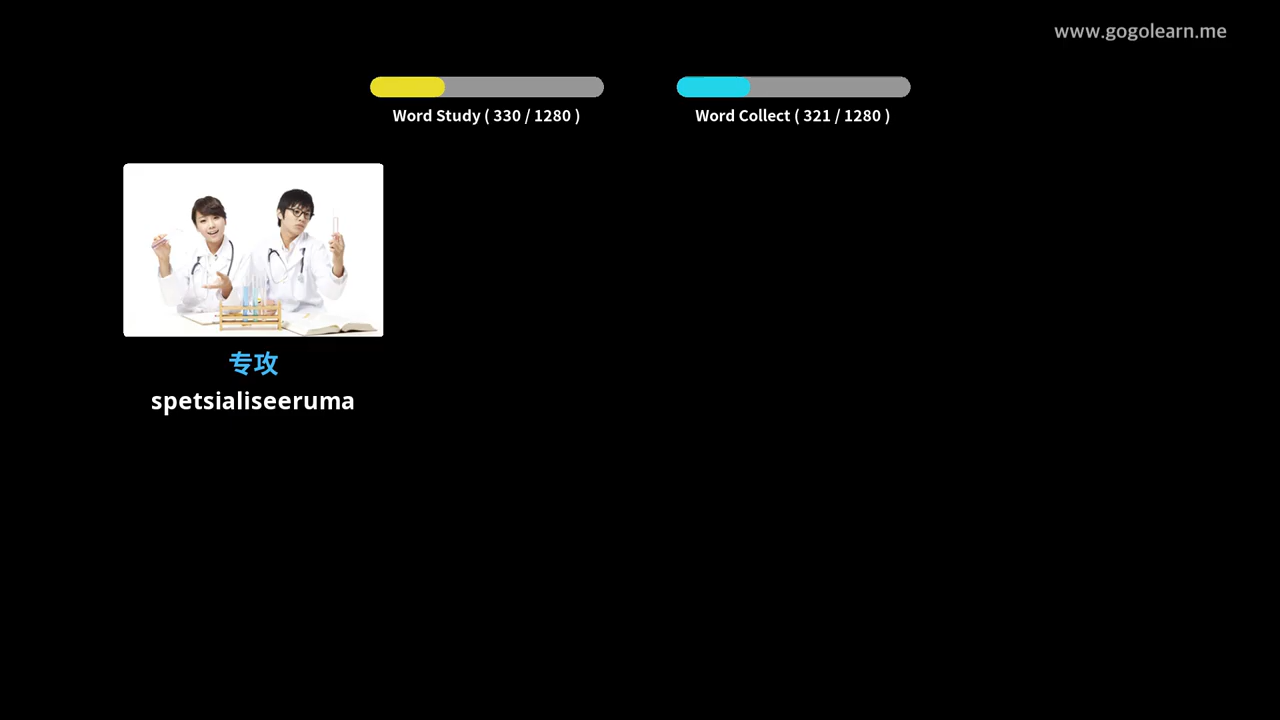 www.gogolearn.me
Word Study ( 330 / 1280 )
Word Collect ( 321 / 1280 )
专攻
spetsialiseeruma